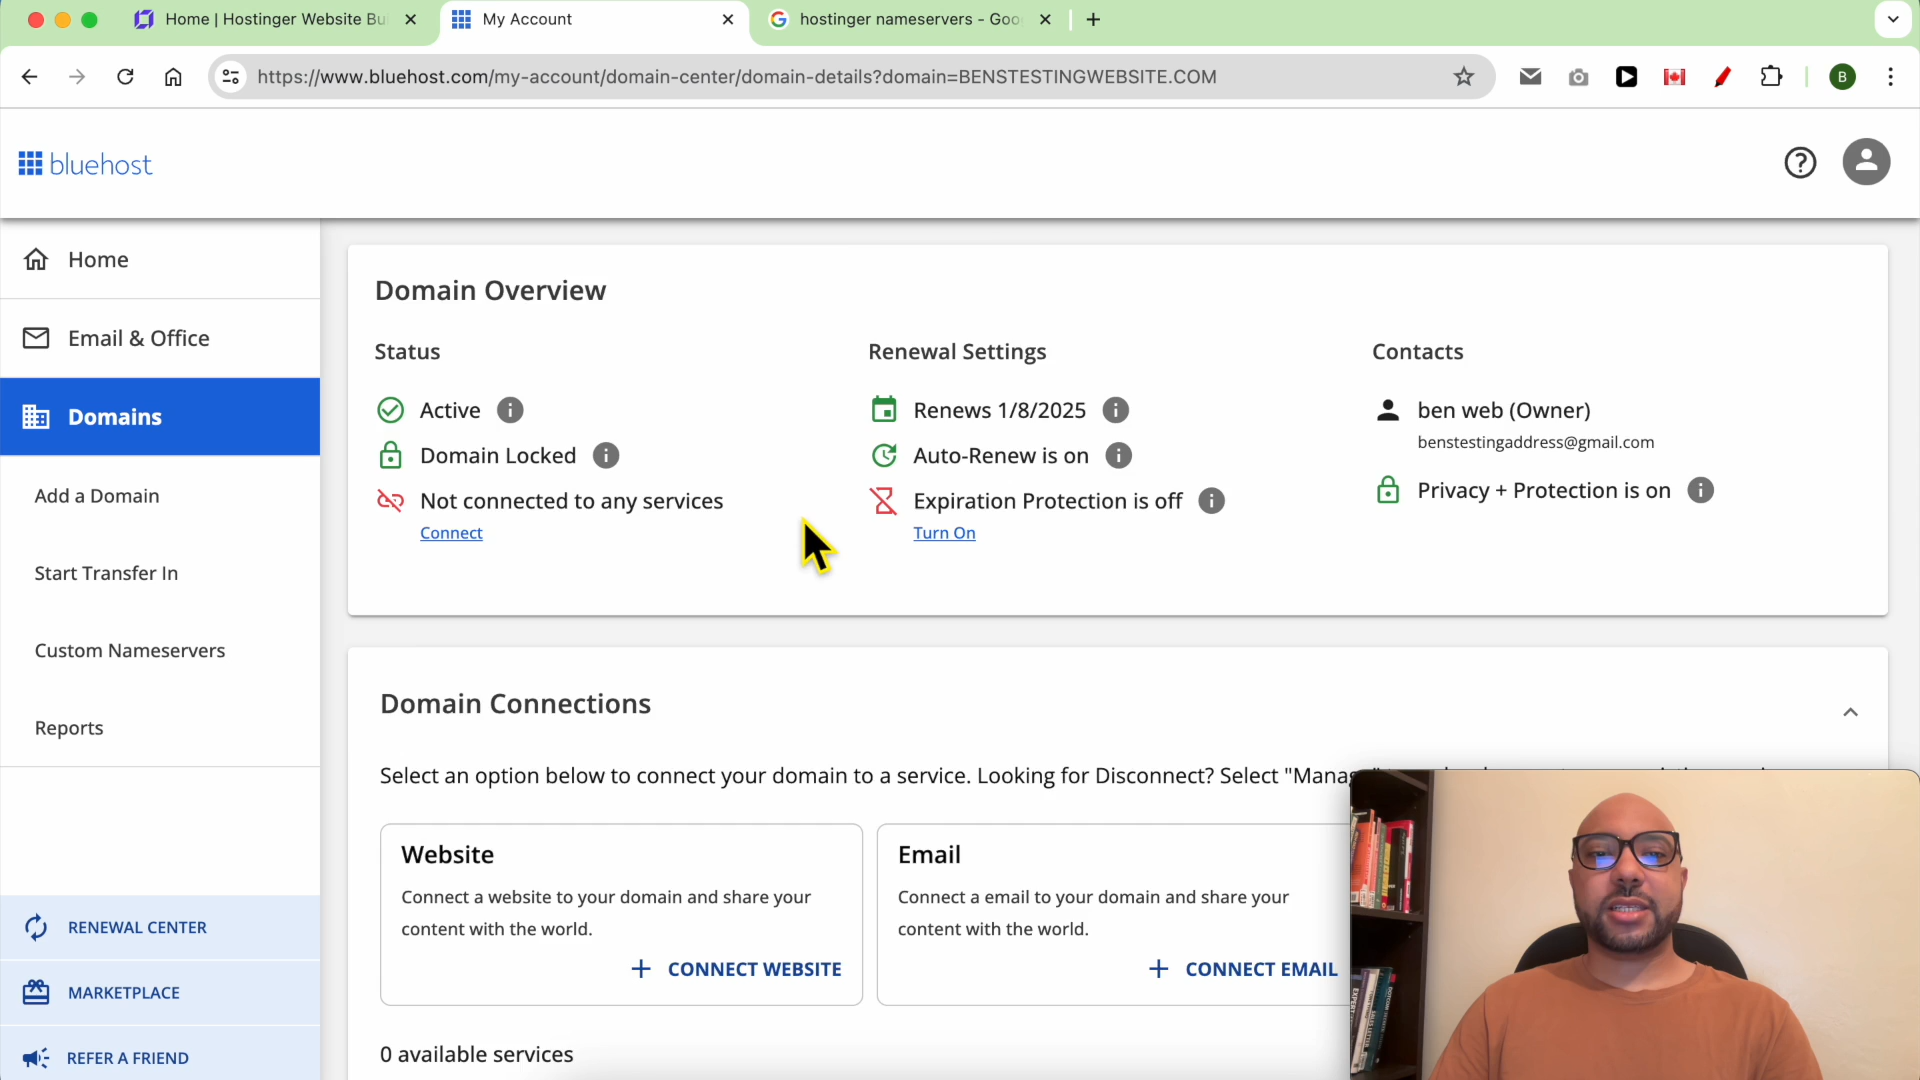 Home | Hostinger Website Bu
My Account
hostinger nameservers - Goo
https://www.bluehost.com/my-account/domain-center/domain-details?domain=BENSTESTINGWEBSITE.COM
B
bluehost
Home
Email & Office
Domains
Add a Domain
Start Transfer In
Custom Nameservers
Reports
RENEWAL CENTER
MARKETPLACE
REFER A FRIEND
Domain Overview
Status
Active
Domain Locked
Not connected to any services
Connect
Renewal Settings
Renews 1/8/2025
Auto-Renew is on
Expiration Protection is off
Turn On
Contacts
ben web (Owner)
benstestingaddress@gmail.com
Privacy + Protection is on
Domain Connections
Select an option below to connect your domain to a service. Looking for Disconnect? Select "Manag
Website
Connect a website to your domain and share your
content with the world.
+ CONNECT WEBSITE
Email
Connect a email to your domain and share your
content with the world.
+ CONNECT EMAIL
0 available services